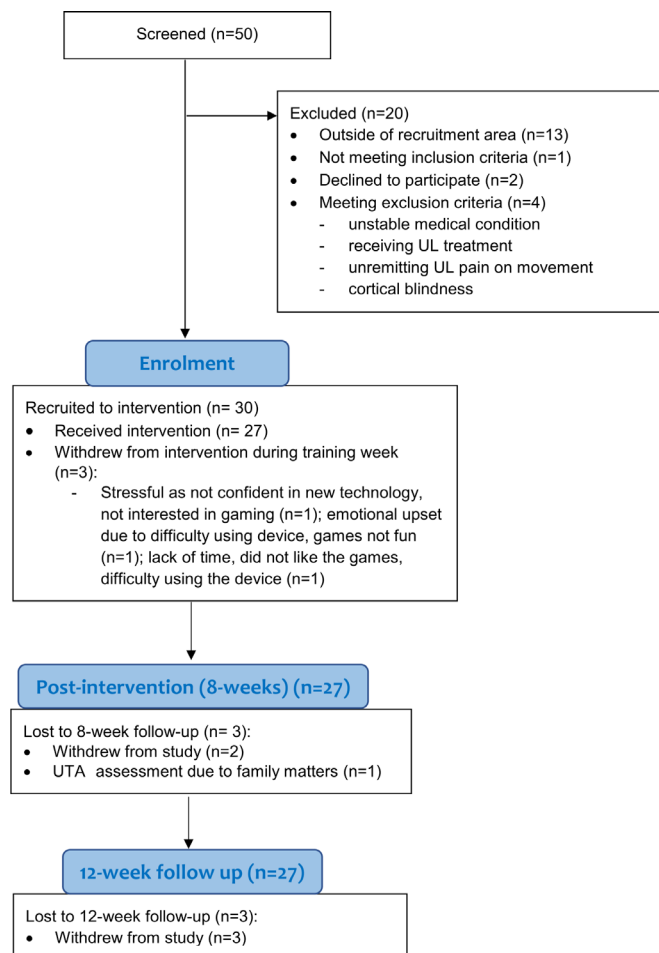 Screened (n=50)
Excluded (n=20)
• Outside of recruitment area (n=13)
• Not meeting inclusion criteria (n=1)
• Declined to participate (n=2)
• Meeting exclusion criteria (n=4)
- unstable medical condition
- receiving UL treatment
- unremitting UL pain on movement
- cortical blindness
Enrolment
Recruited to intervention (n= 30)
• Received intervention (n= 27)
• Withdrew from intervention during training week
(n=3):
- Stressful as not confident in new technology,
not interested in gaming (n=1); emotional upset
due to difficulty using device, games not fun
(n=1); lack of time, did not like the games,
difficulty using the device (n=1)
Post-intervention (8-weeks) (n=27)
Lost to 8-week follow-up (n= 3):
• Withdrew from study (n=2)
• UTA assessment due to family matters (n=1)
12-week follow up (n=27)
Lost to 12-week follow-up (n=3):
• Withdrew from study (n=3)